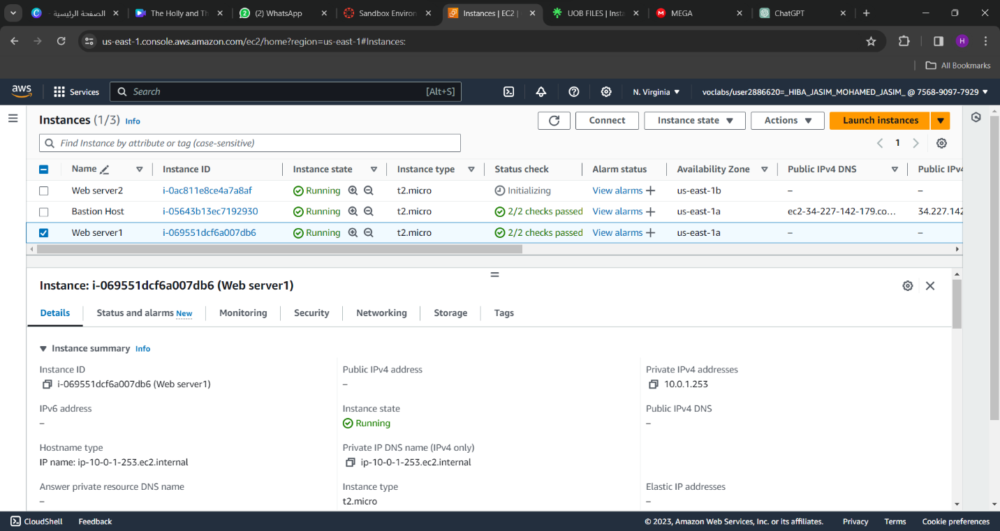 الصفحة الرئيسية -
The Holly and Th
(2) WhatsApp
Sandbox Environ
Instances | EC2 |
UOB FILES | Insta
MEGA
ChatGPT
us-east-1.console.aws.amazon.com/ec2/home?region=us-east-1#Instances:
H
All Bookmarks
aws
Services
Search
[Alt+S]
N. Virginia
voclabs/user2886620=_HIBA_JASIM_MOHAMED_JASIM_ @ 7568-9097-7929
Instances (1/3) Info
Connect
Instance state
Actions
Launch instances
Find Instance by attribute or tag (case-sensitive)
1
Name Instance ID Instance state Instance type Status check Alarm status Availability Zone Public IPv4 DNS Public IPv4
Web server2 i-0ac811e8ce4a7a8af Running t2.micro Initializing View alarms + us-east-1b – –
Bastion Host i-05643b13ec7192930 Running t2.micro 2/2 checks passed View alarms + us-east-1a ec2-34-227-142-179.co... 34.227.142
Web server1 i-069551dcf6a007db6 Running t2.micro 2/2 checks passed View alarms + us-east-1a – –
Instance: i-069551dcf6a007db6 (Web server1)
Details Status and alarms New Monitoring Security Networking Storage Tags
Instance summary Info
Instance ID Public IPv4 address Private IPv4 addresses
i-069551dcf6a007db6 (Web server1) – 10.0.1.253
IPv6 address Instance state Public IPv4 DNS
– Running –
Hostname type Private IP DNS name (IPv4 only)
IP name: ip-10-0-1-253.ec2.internal ip-10-0-1-253.ec2.internal
Answer private resource DNS name Instance type Elastic IP addresses
– t2.micro –
CloudShell Feedback © 2023, Amazon Web Services, Inc. or its affiliates. Privacy Terms Cookie preferences